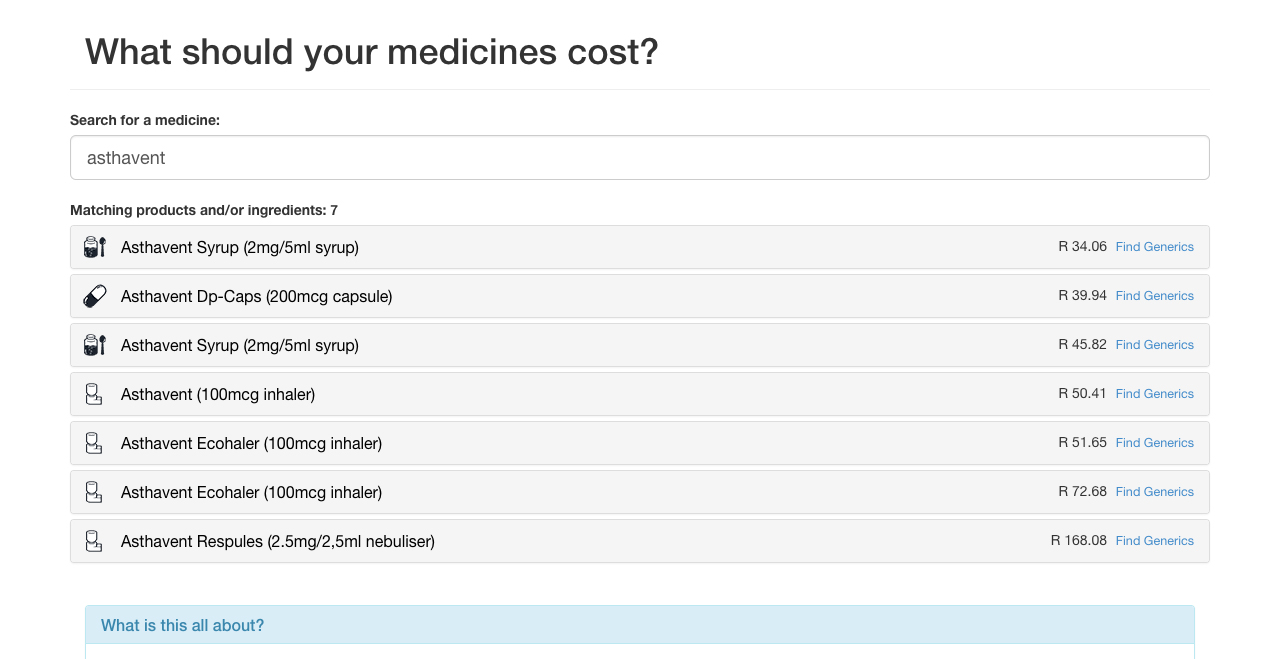 What should your medicines cost?
Search for a medicine:
asthavent
Matching products and/or ingredients: 7
Asthavent Syrup (2mg/5ml syrup) R 34.06 Find Generics
Asthavent Dp-Caps (200mcg capsule) R 39.94 Find Generics
Asthavent Syrup (2mg/5ml syrup) R 45.82 Find Generics
Asthavent (100mcg inhaler) R 50.41 Find Generics
Asthavent Ecohaler (100mcg inhaler) R 51.65 Find Generics
Asthavent Ecohaler (100mcg inhaler) R 72.68 Find Generics
Asthavent Respules (2.5mg/2,5ml nebuliser) R 168.08 Find Generics
What is this all about?